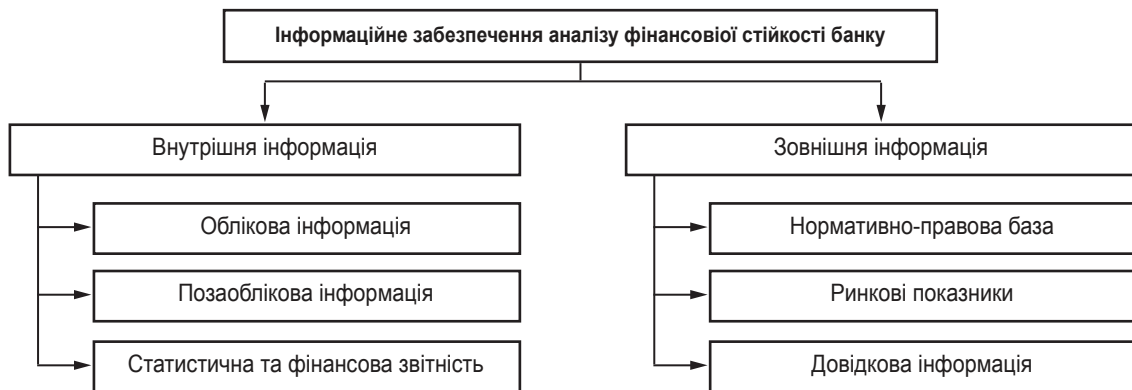 Інформаційне забезпечення аналізу фінансовіої стійкості банку
Внутрішня інформація
Облікова інформація
Позаоблікова інформація
Статистична та фінансова звітність
Зовнішня інформація
Нормативно-правова база
Ринкові показники
Довідкова інформація